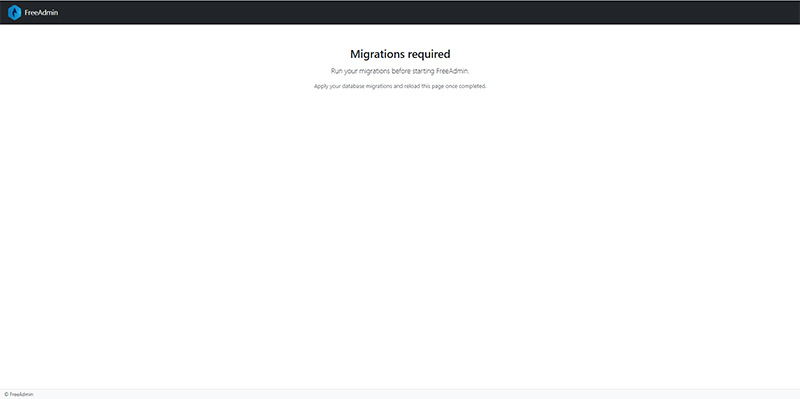 FreeAdmin
Migrations required
Run your migrations before starting FreeAdmin.
Apply your database migrations and reload this page once completed.
© FreeAdmin